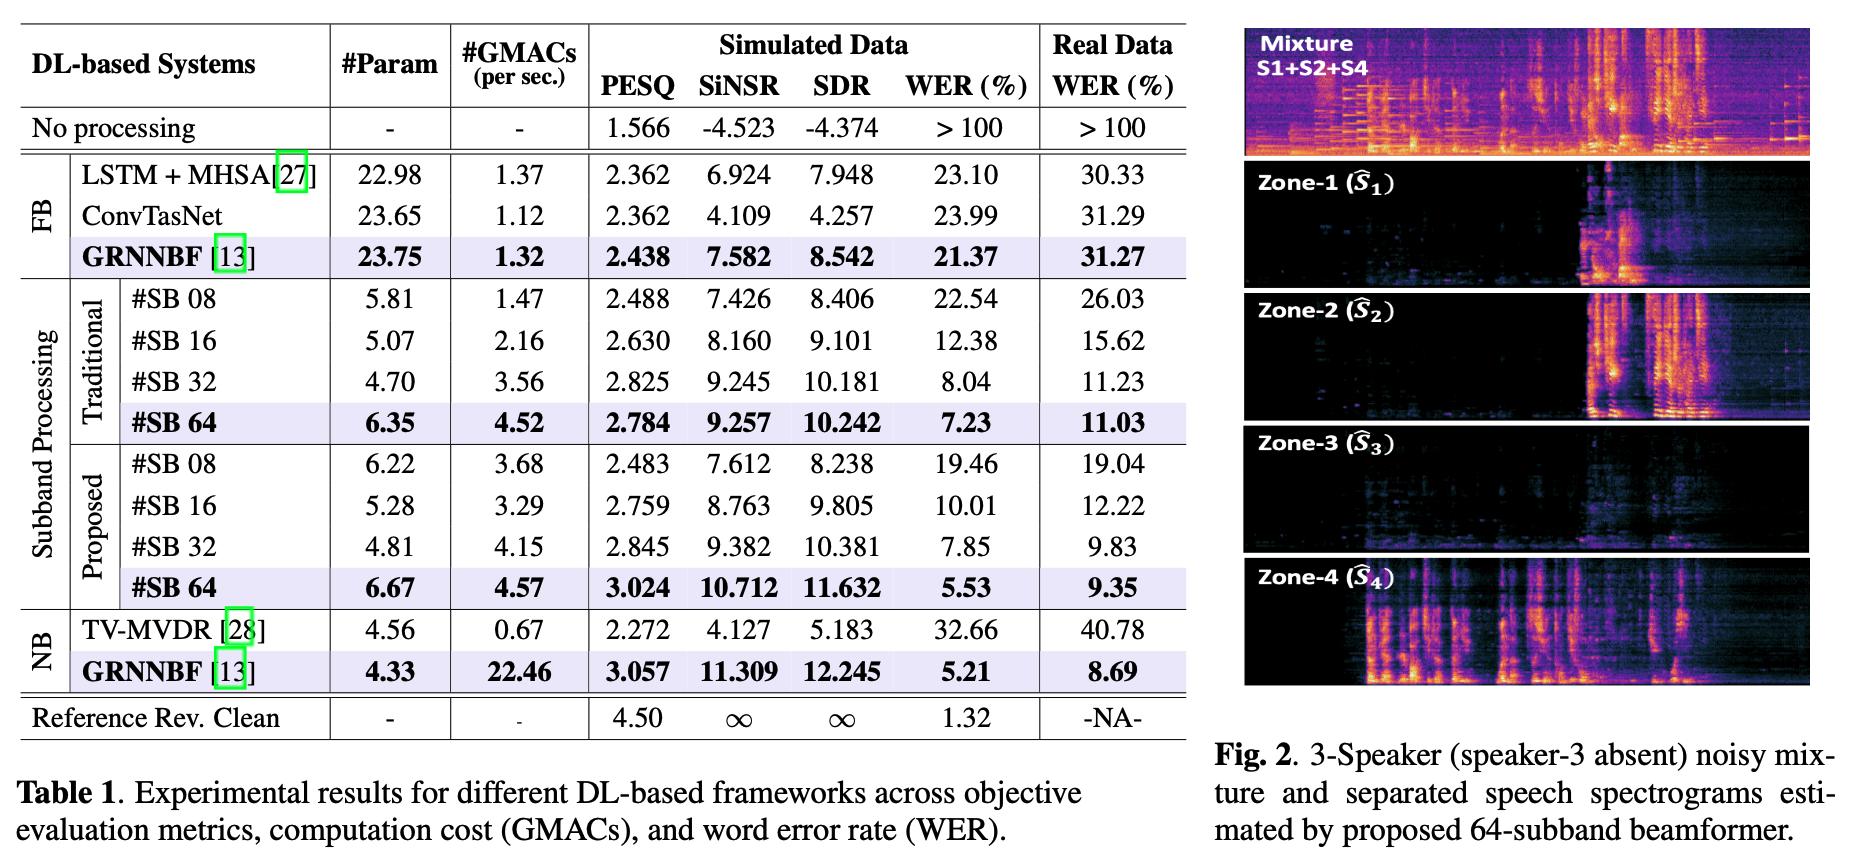 DL-based Systems #Param #GMACs (per sec.) Simulated Data Real Data
PESQ SiNSR SDR WER (%) WER (%)
No processing - - 1.566 -4.523 -4.374 > 100 > 100
FB
LSTM + MHSA[27] 22.98 1.37 2.362 6.924 7.948 23.10 30.33
ConvTasNet 23.65 1.12 2.362 4.109 4.257 23.99 31.29
GRNNBF [13] 23.75 1.32 2.438 7.582 8.542 21.37 31.27
Subband Processing
Traditional
#SB 08 5.81 1.47 2.488 7.426 8.406 22.54 26.03
#SB 16 5.07 2.16 2.630 8.160 9.101 12.38 15.62
#SB 32 4.70 3.56 2.825 9.245 10.181 8.04 11.23
#SB 64 6.35 4.52 2.784 9.257 10.242 7.23 11.03
Proposed
#SB 08 6.22 3.68 2.483 7.612 8.238 19.46 19.04
#SB 16 5.28 3.29 2.759 8.763 9.805 10.01 12.22
#SB 32 4.81 4.15 2.845 9.382 10.381 7.85 9.83
#SB 64 6.67 4.57 3.024 10.712 11.632 5.53 9.35
NB
TV-MVDR [28] 4.56 0.67 2.272 4.127 5.183 32.66 40.78
GRNNBF [13] 4.33 22.46 3.057 11.309 12.245 5.21 8.69
Reference Rev. Clean - - 4.50 ∞ ∞ 1.32 -NA-
Table 1. Experimental results for different DL-based frameworks across objective
evaluation metrics, computation cost (GMACs), and word error rate (WER).
Mixture
S1+S2+S4
Zone-1 (Ŝ1)
Zone-2 (Ŝ2)
Zone-3 (Ŝ3)
Zone-4 (Ŝ4)
Fig. 2. 3-Speaker (speaker-3 absent) noisy mix-
ture and separated speech spectrograms esti-
mated by proposed 64-subband beamformer.